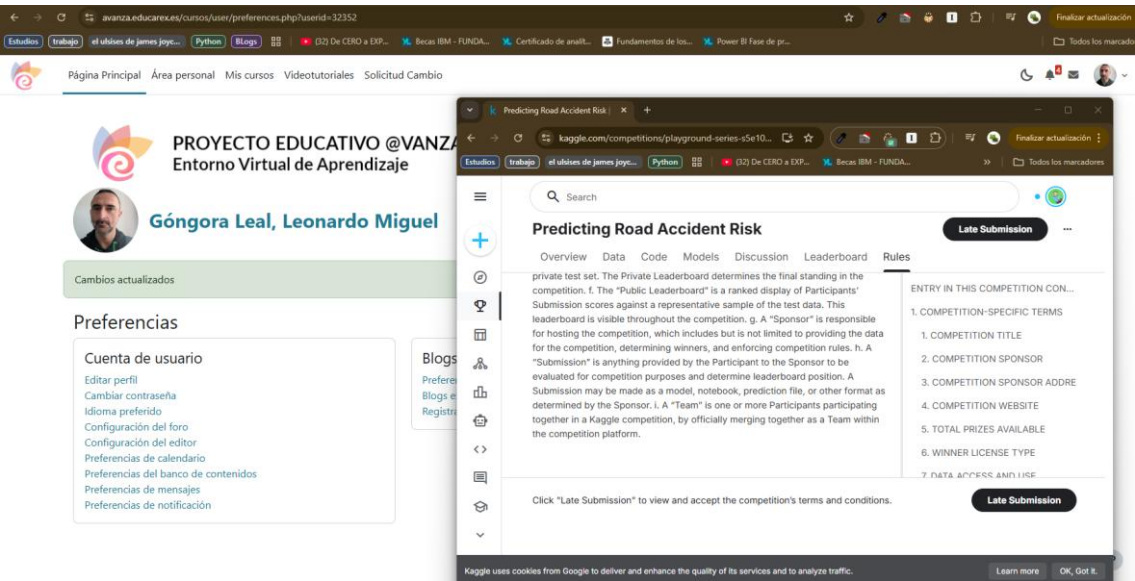 avanza.educarex.es/cursos/user/preferences.php?userid=32352
Finalizar actualización
Estudios
trabajo
el ulsises de james joyc...
Python
BLogs
(32) De CERO a EXP...
Becas IBM - FUNDA...
Certificado de analit...
Fundamentos de los...
Power BI Fase de pr...
Todos los marcado
Página Principal Área personal Mis cursos Videotutoriales Solicitud Cambio
4
PROYECTO EDUCATIVO @VANZA
Entorno Virtual de Aprendizaje
Góngora Leal, Leonardo Miguel
Cambios actualizados
Preferencias
Cuenta de usuario
Editar perfil
Cambiar contraseña
Idioma preferido
Configuración del foro
Configuración del editor
Preferencias de calendario
Preferencias del banco de contenidos
Preferencias de mensajes
Preferencias de notificación
Blogs
Prefere
Blogs e
Registra
Predicting Road Accident Risk |
kaggle.com/competitions/playground-series-s5e10...
Finalizar actualización
Estudios
trabajo
el ulsises de james joyc...
Python
(32) De CERO a EXP...
Becas IBM - FUNDA...
Todos los marcadores
Search
Predicting Road Accident Risk
Late Submission
Overview Data Code Models Discussion Leaderboard Rules
private test set. The Private Leaderboard determines the final standing in the
competition. f. The "Public Leaderboard" is a ranked display of Participants'
Submission scores against a representative sample of the test data. This
leaderboard is visible throughout the competition. g. A "Sponsor" is responsible
for hosting the competition, which includes but is not limited to providing the data
for the competition, determining winners, and enforcing competition rules. h. A
"Submission" is anything provided by the Participant to the Sponsor to be
evaluated for competition purposes and determine leaderboard position. A
Submission may be made as a model, notebook, prediction file, or other format as
determined by the Sponsor. i. A "Team" is one or more Participants participating
together in a Kaggle competition, by officially merging together as a Team within
the competition platform.
ENTRY IN THIS COMPETITION CON...
1. COMPETITION-SPECIFIC TERMS
1. COMPETITION TITLE
2. COMPETITION SPONSOR
3. COMPETITION SPONSOR ADDRE
4. COMPETITION WEBSITE
5. TOTAL PRIZES AVAILABLE
6. WINNER LICENSE TYPE
7. DATA ACCESS AND USE
Click "Late Submission" to view and accept the competition's terms and conditions.
Late Submission
Kaggle uses cookies from Google to deliver and enhance the quality of its services and to analyze traffic.
Learn more
OK, Got it.